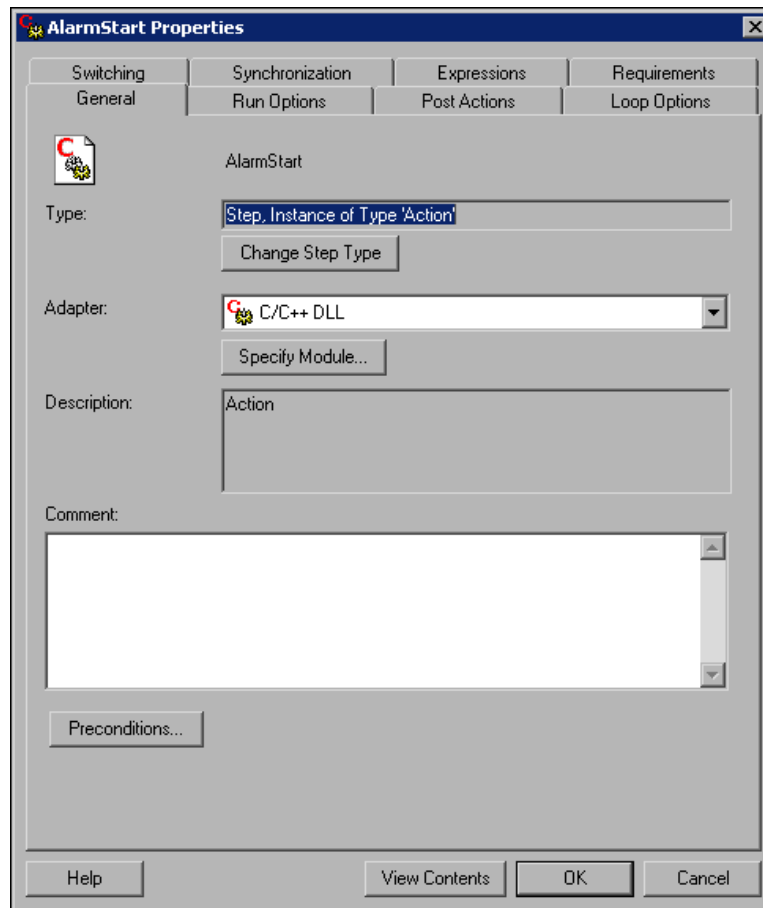 AlarmStart Properties
Switching Synchronization Expressions Requirements
General Run Options Post Actions Loop Options
AlarmStart
Type: Step, Instance of Type 'Action'
Change Step Type
Adapter: C/C++ DLL
Specify Module...
Description: Action
Comment:
Preconditions...
Help View Contents OK Cancel